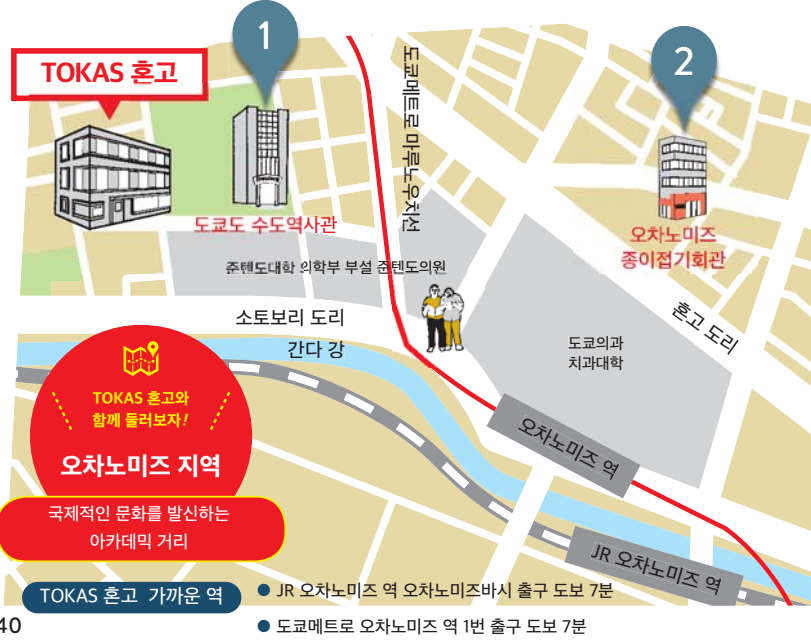 1
2
TOKAS 혼고
도쿄메트로 마루노우치선
도쿄도 수도역사관
오차노미즈
종이접기회관
준텐도대학 의학부 부설 준텐도의원
소토보리 도리
간다 강
혼고 도리
도쿄의과
치과대학
TOKAS 혼고와
함께 둘러보자!
오차노미즈 지역
국제적인 문화를 발신하는
아카데믹 거리
오차노미즈 역
JR 오차노미즈 역
TOKAS 혼고 가까운 역
● JR 오차노미즈 역 오차노미즈바시 출구 도보 7분
● 도쿄메트로 오차노미즈 역 1번 출구 도보 7분
40